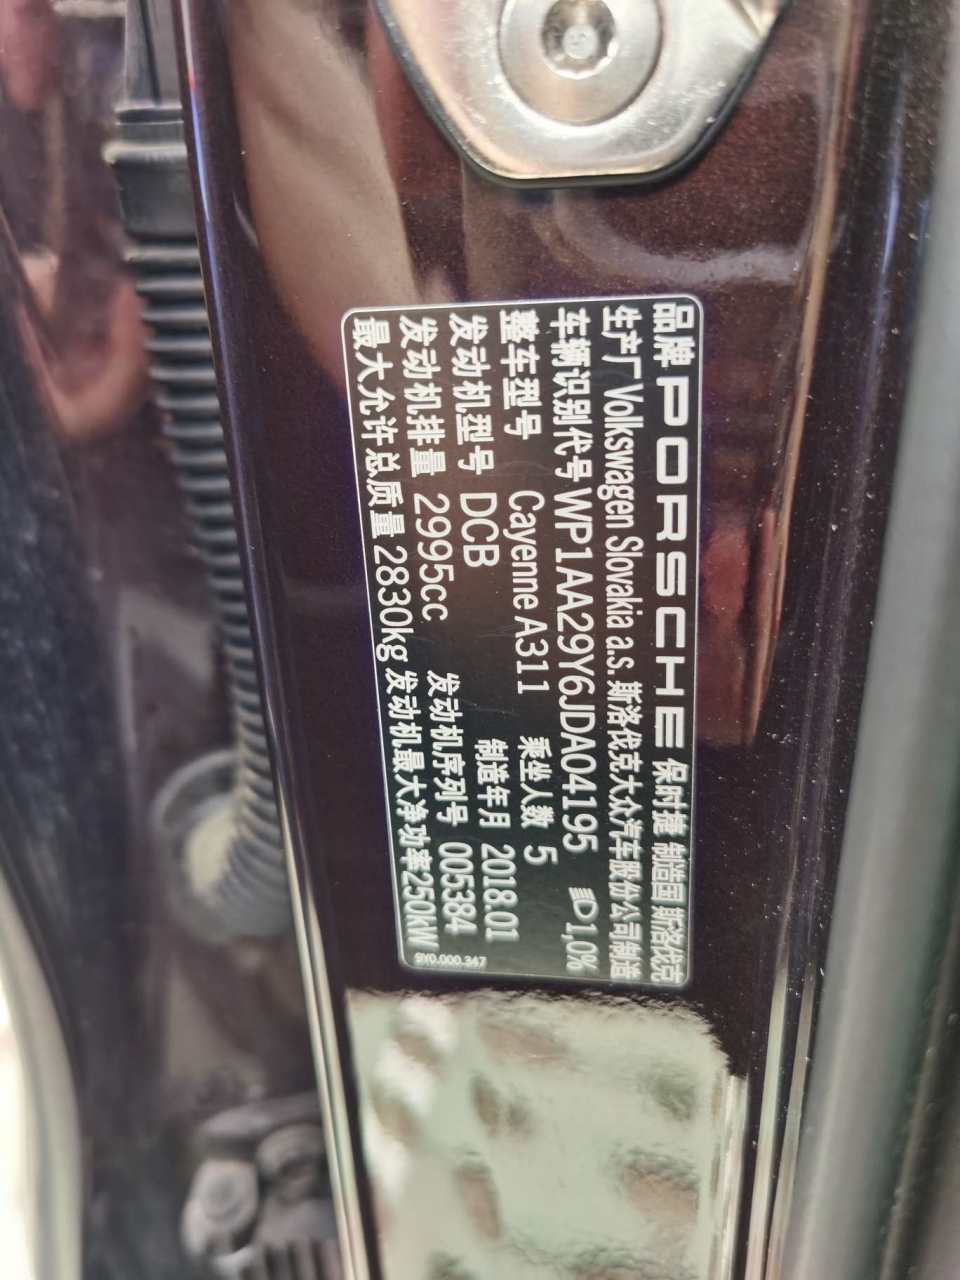 品牌 PORSCHE 保时捷 制造国 斯洛伐克
生产厂 Volkswagen Slovakia a.s. 斯洛伐克大众汽车股份公司制造
车辆识别代号 WP1AA29Y6JDA04195 1,0%
整车型号 Cayenne A311 乘坐人数 5
发动机型号 DCB 制造年月 2018.01
发动机排量 2995cc 发动机序列号 005384
最大允许总质量 2830kg 发动机最大净功率250kW
9Y0.000.347